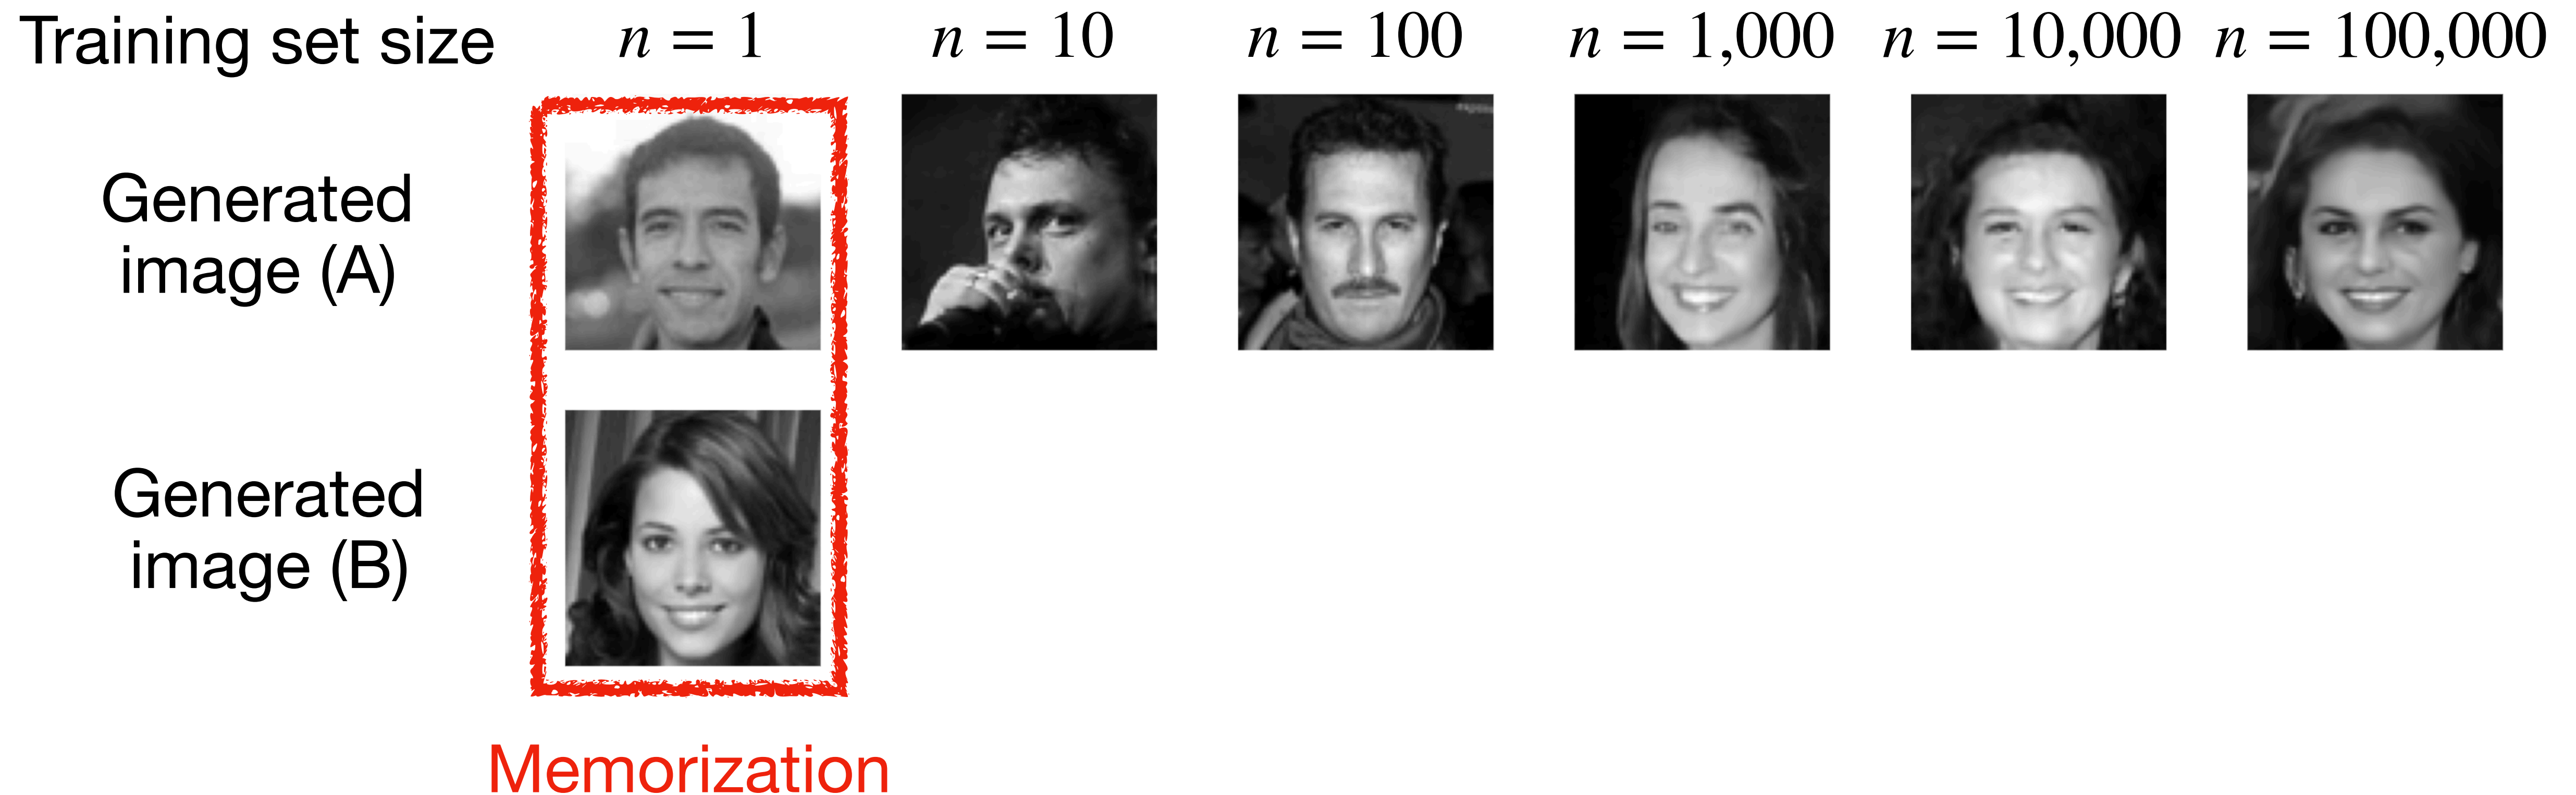 Training set size n = 1 n = 10 n = 100 n = 1,000 n = 10,000 n = 100,000
Generated
image (A)
Generated
image (B)
Memorization